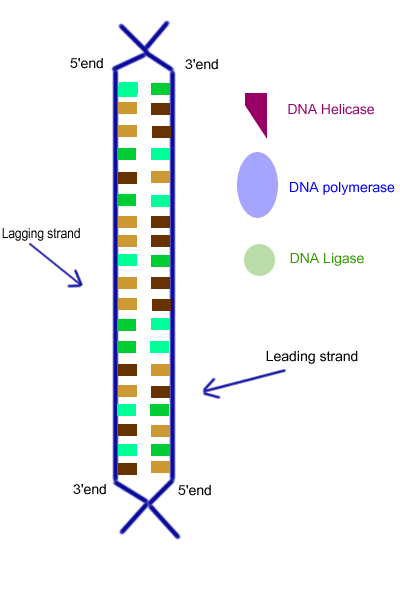 5'end
3'end
DNA Helicase
DNA polymerase
Lagging strand
DNA Ligase
Leading strand
3'end
5'end